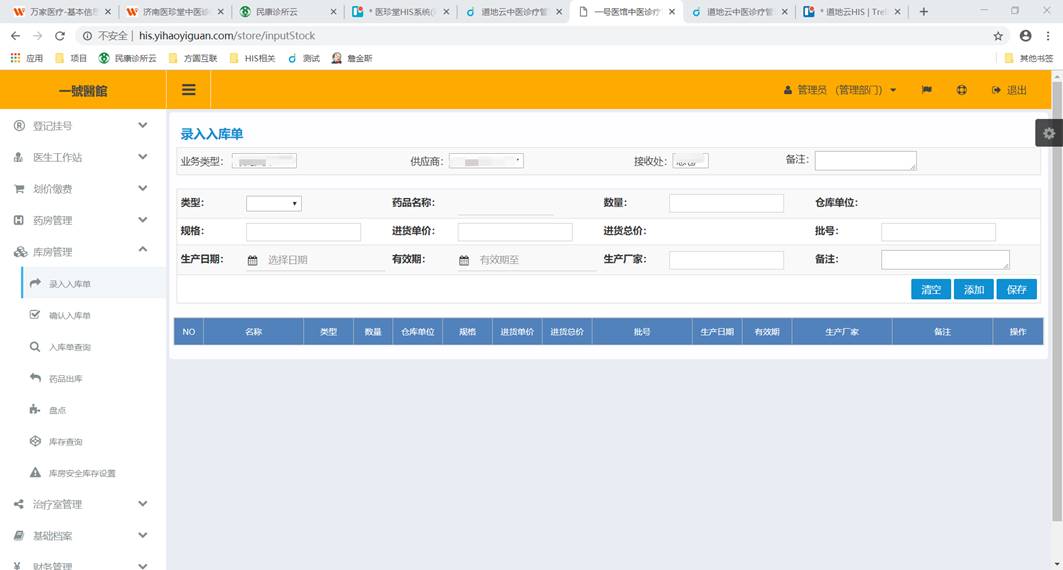 万家医疗-基本信息 济南医珍堂中医诊 民康诊所云 * 医珍堂HIS系统( 道地云中医诊疗管 一号医馆中医诊疗 道地云中医诊疗管 * 道地云HIS | Trel
不安全 | his.yihaoyiguan.com/store/inputStock
应用 项目 民康诊所云 方圆互联 HIS相关 测试 詹金斯 其他书签
一號醫館 管理员 (管理部门) 退出
登记挂号
医生工作站
划价缴费
药房管理
库房管理
录入入库单
确认入库单
入库单查询
药品出库
盘点
库存查询
库房安全库存设置
治疗室管理
基础档案
财务管理
录入入库单
业务类型: 供应商: 接收处: 备注:
类型: 药品名称: 数量: 仓库单位:
规格: 进货单价: 进货总价: 批号:
生产日期: 选择日期 有效期: 有效期至 生产厂家: 备注:
清空 添加 保存
NO 名称 类型 数量 仓库单位 规格 进货单价 进货总价 批号 生产日期 有效期 生产厂家 备注 操作